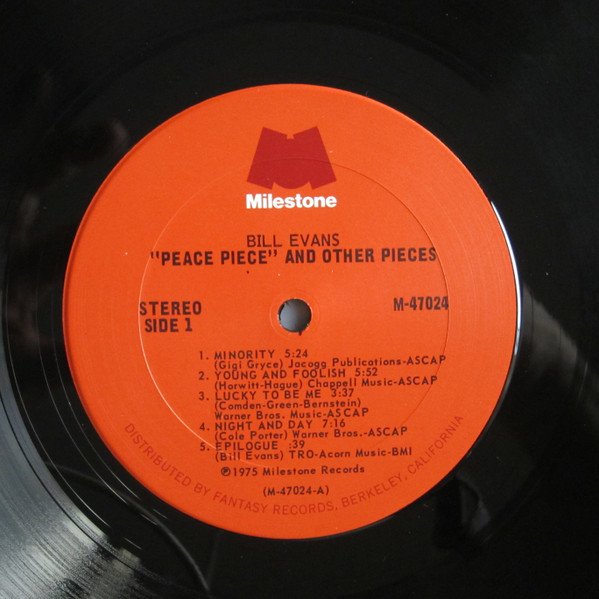 Milestone
BILL EVANS
"PEACE PIECE" AND OTHER PIECES
STEREO
SIDE 1
M-47024
1. MINORITY 5:24
(Gigi Gryce) Jacogg Publications-ASCAP
2. YOUNG AND FOOLISH 5:52
(Horwitt-Hague) Chappell Music-ASCAP
3. LUCKY TO BE ME 3:37
(Comden-Green-Bernstein)
Warner Bros. Music-ASCAP
4. NIGHT AND DAY 7:16
(Cole Porter) Warner Bros.-ASCAP
5. EPILOGUE :39
(Bill Evans) TRO-Acorn Music-BMI
℗1975 Milestone Records
(M-47024-A)
DISTRIBUTED BY FANTASY RECORDS, BERKELEY, CALIFORNIA